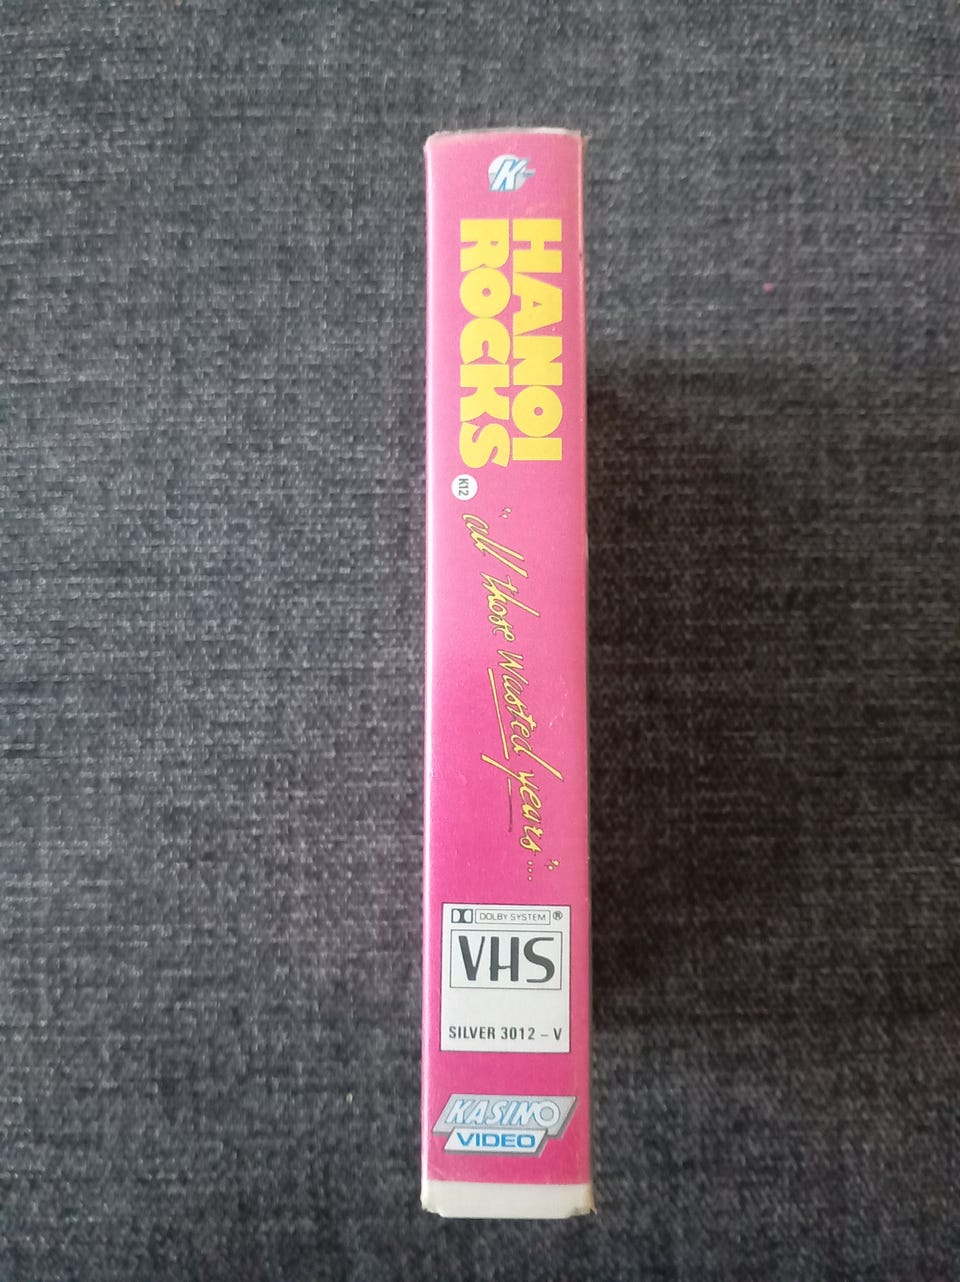 K
HANOI
ROCKS
K12
"all those wasted years"...
DOLBY SYSTEM ®
VHS
SILVER 3012 – V
KASINO
VIDEO